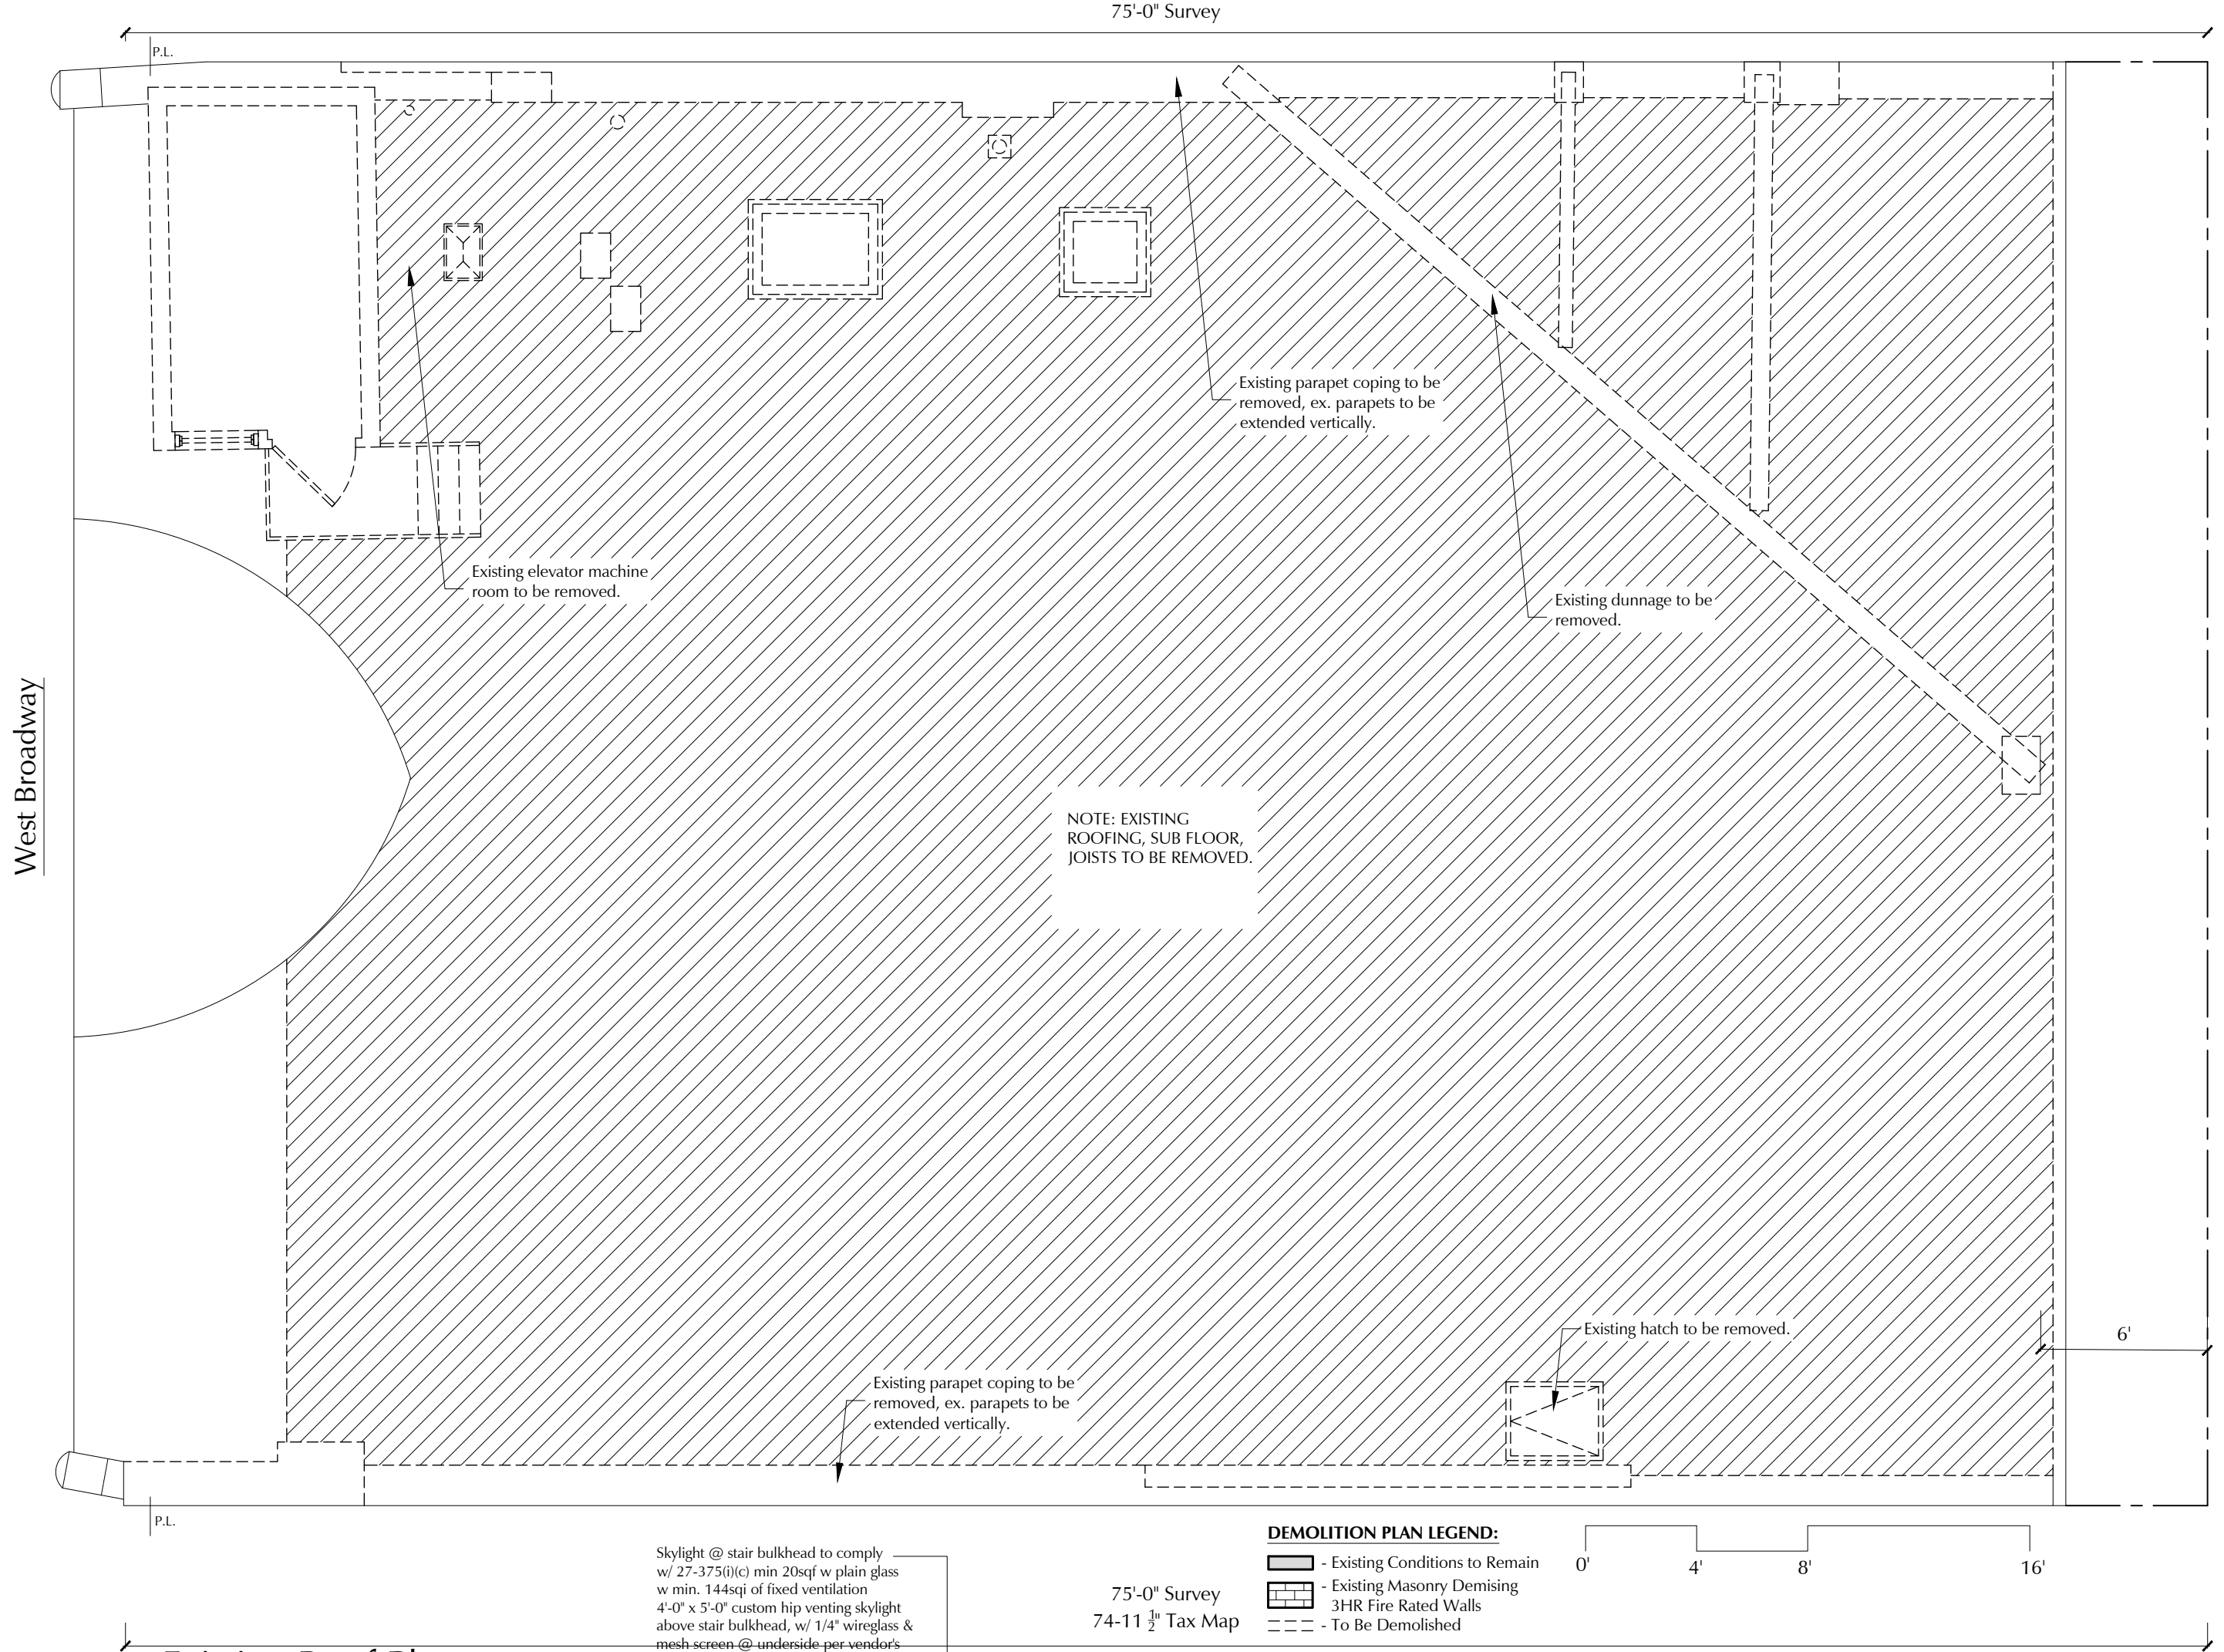 75'-0" Survey
P.L.
Existing parapet coping to be
removed, ex. parapets to be
extended vertically.
Existing elevator machine
room to be removed.
Existing dunnage to be
removed.
West Broadway
NOTE: EXISTING
ROOFING, SUB FLOOR,
JOISTS TO BE REMOVED.
Existing hatch to be removed.
6'
Existing parapet coping to be
removed, ex. parapets to be
extended vertically.
P.L.
Skylight @ stair bulkhead to comply
w/ 27-375(i)(c) min 20sqf w plain glass
w min. 144sqi of fixed ventilation
4'-0" x 5'-0" custom hip venting skylight
above stair bulkhead, w/ 1/4" wireglass &
mesh screen @ underside per vendor's
75'-0" Survey
74-11 1/2" Tax Map
DEMOLITION PLAN LEGEND:
- Existing Conditions to Remain
- Existing Masonry Demising
3HR Fire Rated Walls
- To Be Demolished
0' 4' 8' 16'